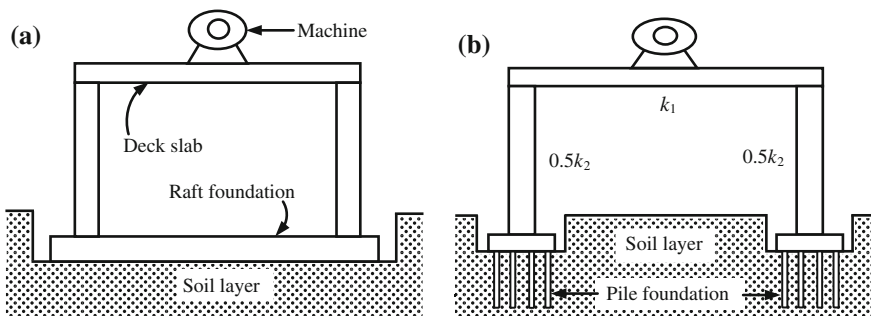 (a)
Machine
Deck slab
Raft foundation
Soil layer
(b)
k₁
0.5k₂
0.5k₂
Soil layer
Pile foundation